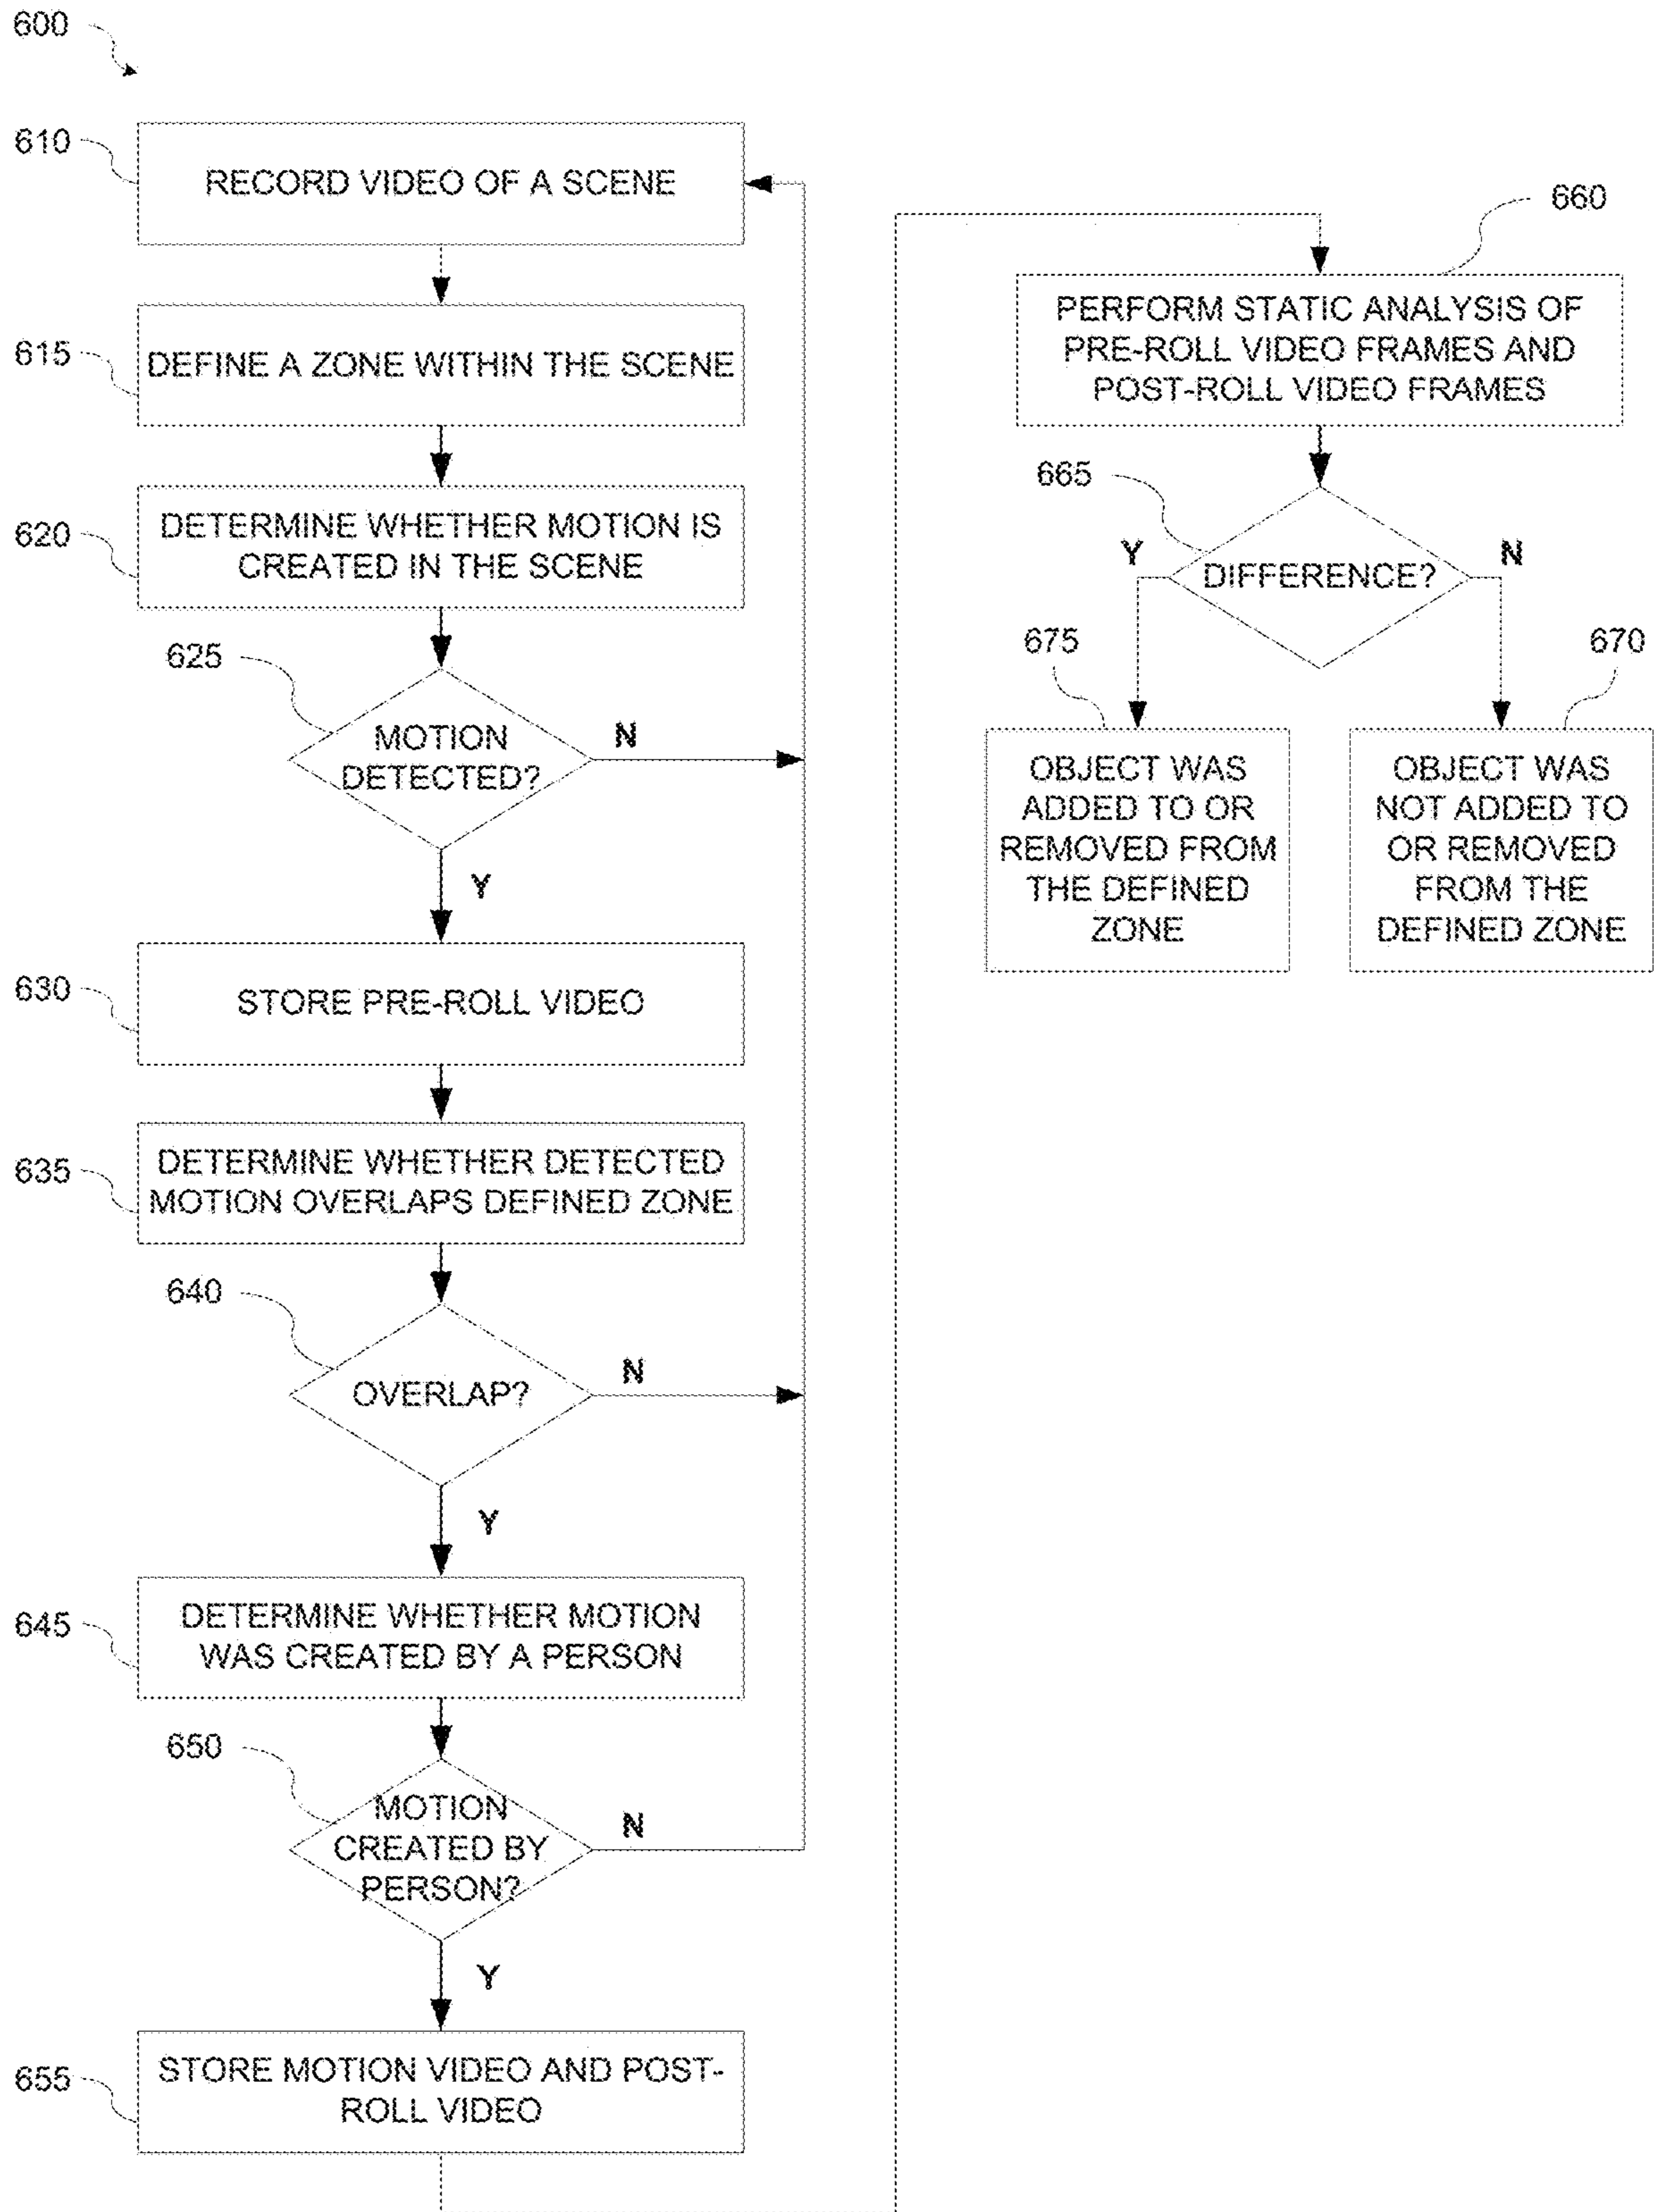 600
610
RECORD VIDEO OF A SCENE
615
DEFINE A ZONE WITHIN THE SCENE
620
DETERMINE WHETHER MOTION IS
CREATED IN THE SCENE
625
MOTION
DETECTED?
N
Y
630
STORE PRE-ROLL VIDEO
635
DETERMINE WHETHER DETECTED
MOTION OVERLAPS DEFINED ZONE
640
OVERLAP?
N
Y
645
DETERMINE WHETHER MOTION
WAS CREATED BY A PERSON
650
MOTION
CREATED BY
PERSON?
N
Y
655
STORE MOTION VIDEO AND POST-
ROLL VIDEO
660
PERFORM STATIC ANALYSIS OF
PRE-ROLL VIDEO FRAMES AND
POST-ROLL VIDEO FRAMES
665
Y
DIFFERENCE?
N
675
OBJECT WAS
ADDED TO OR
REMOVED FROM
THE DEFINED
ZONE
670
OBJECT WAS
NOT ADDED TO
OR REMOVED
FROM THE
DEFINED ZONE